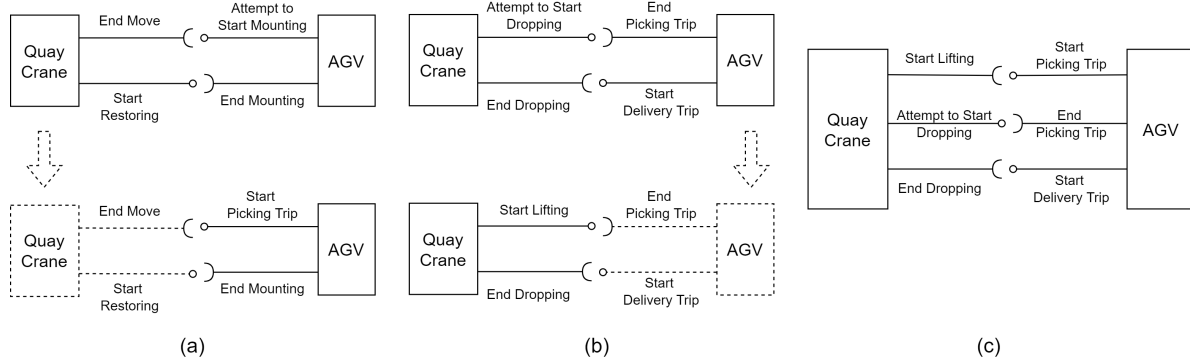 End Move
Attempt to
Start Mounting
Quay
Crane
AGV
Start
Restoring
End Mounting
End Move
Start
Picking Trip
Quay
Crane
AGV
Start
Restoring
End Mounting
(a)
Attempt to Start
Dropping
End
Picking Trip
Quay
Crane
AGV
End Dropping
Start
Delivery Trip
Start Lifting
End
Picking Trip
Quay
Crane
AGV
End Dropping
Start
Delivery Trip
(b)
Start Lifting
Start
Picking Trip
Quay
Crane
Attempt to Start
Dropping
End
Picking Trip
AGV
End Dropping
Start
Delivery Trip
(c)